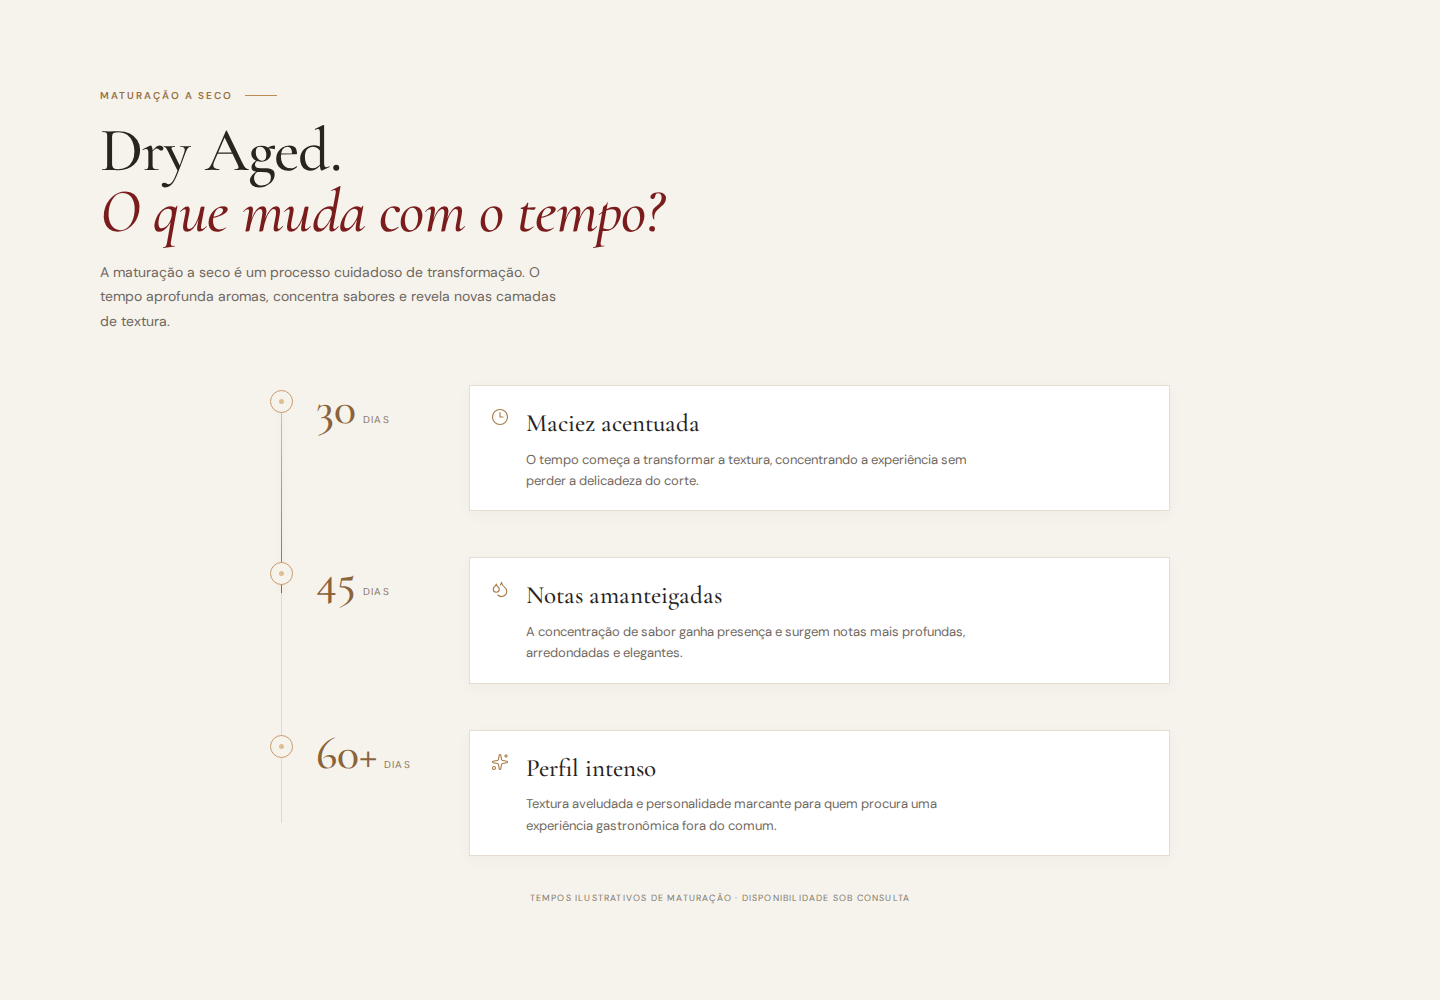 MATURAÇÃO A SECO
Dry Aged.
O que muda com o tempo?
A maturação a seco é um processo cuidadoso de transformação. O
tempo aprofunda aromas, concentra sabores e revela novas camadas
de textura.
30 DIAS
Maciez acentuada
O tempo começa a transformar a textura, concentrando a experiência sem
perder a delicadeza do corte.
45 DIAS
Notas amanteigadas
A concentração de sabor ganha presença e surgem notas mais profundas,
arredondadas e elegantes.
60+ DIAS
Perfil intenso
Textura aveludada e personalidade marcante para quem procura uma
experiência gastronômica fora do comum.
TEMPOS ILUSTRATIVOS DE MATURAÇÃO · DISPONIBILIDADE SOB CONSULTA